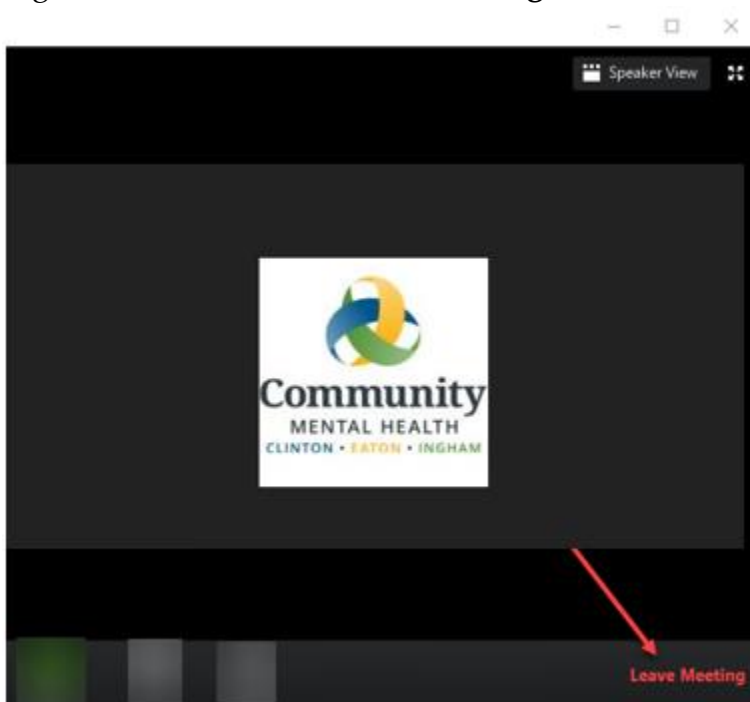 Speaker View
Community
MENTAL HEALTH
CLINTON • EATON • INGHAM
Leave Meeting